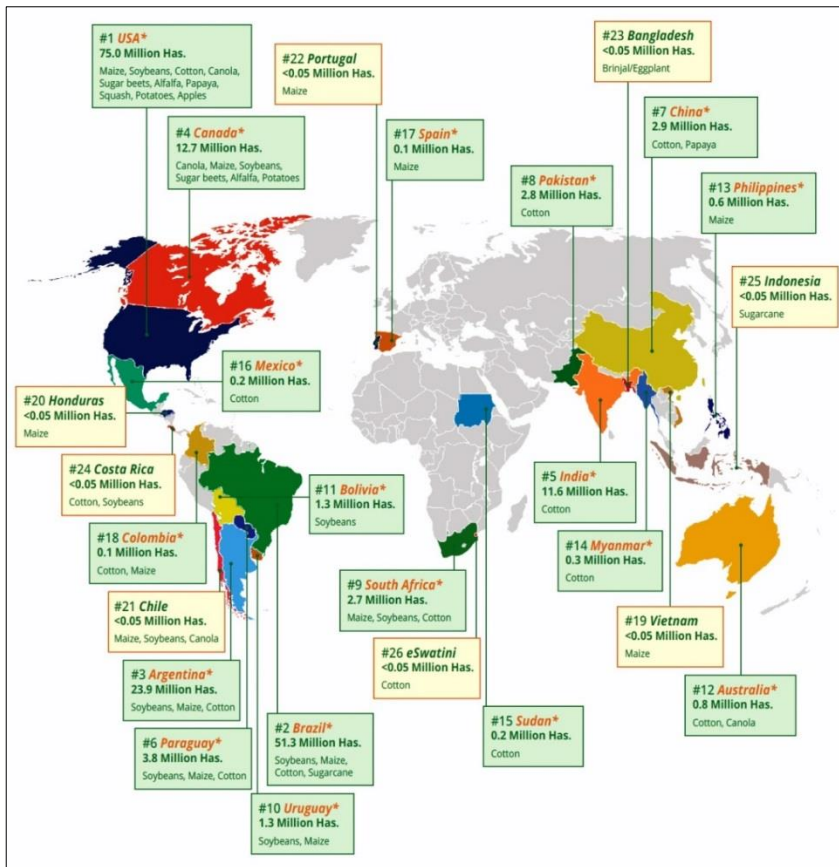 #1 USA*
75.0 Million Has.
Maize, Soybeans, Cotton, Canola,
Sugar beets, Alfalfa, Papaya,
Squash, Potatoes, Apples
#22 Portugal
<0.05 Million Has.
Maize
#23 Bangladesh
<0.05 Million Has.
Brinjal/Eggplant
#4 Canada*
12.7 Million Has.
Canola, Maize, Soybeans,
Sugar beets, Alfalfa, Potatoes
#17 Spain*
0.1 Million Has.
Maize
#7 China*
2.9 Million Has.
Cotton, Papaya
#8 Pakistan*
2.8 Million Has.
Cotton
#13 Philippines*
0.6 Million Has.
Maize
#25 Indonesia
<0.05 Million Has.
Sugarcane
#16 Mexico*
0.2 Million Has.
Cotton
#20 Honduras
<0.05 Million Has.
Maize
#24 Costa Rica
<0.05 Million Has.
Cotton, Soybeans
#11 Bolivia*
1.3 Million Has.
Soybeans
#5 India*
11.6 Million Has.
Cotton
#18 Colombia*
0.1 Million Has.
Cotton, Maize
#14 Myanmar*
0.3 Million Has.
Cotton
#9 South Africa*
2.7 Million Has.
Maize, Soybeans, Cotton
#21 Chile
<0.05 Million Has.
Maize, Soybeans, Canola
#19 Vietnam
<0.05 Million Has.
Maize
#26 eSwatini
<0.05 Million Has.
Cotton
#3 Argentina*
23.9 Million Has.
Soybeans, Maize, Cotton
#12 Australia*
0.8 Million Has.
Cotton, Canola
#2 Brazil*
51.3 Million Has.
Soybeans, Maize,
Cotton, Sugarcane
#15 Sudan*
0.2 Million Has.
Cotton
#6 Paraguay*
3.8 Million Has.
Soybeans, Maize, Cotton
#10 Uruguay*
1.3 Million Has.
Soybeans, Maize